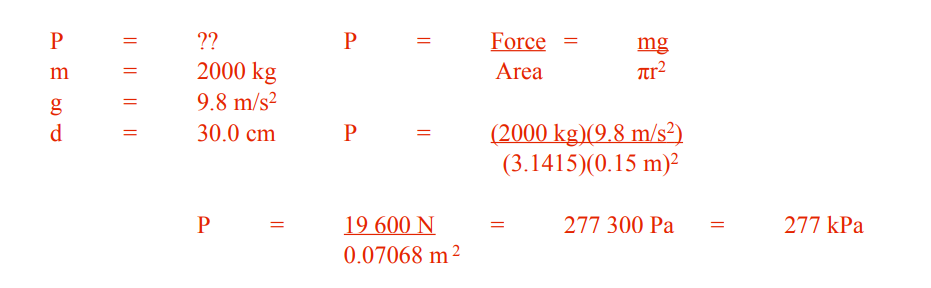 P = ?? P = Force = mg
m = 2000 kg Area πr²
g = 9.8 m/s²
d = 30.0 cm P = (2000 kg)(9.8 m/s²)
(3.1415)(0.15 m)²
P = 19 600 N = 277 300 Pa = 277 kPa
0.07068 m²